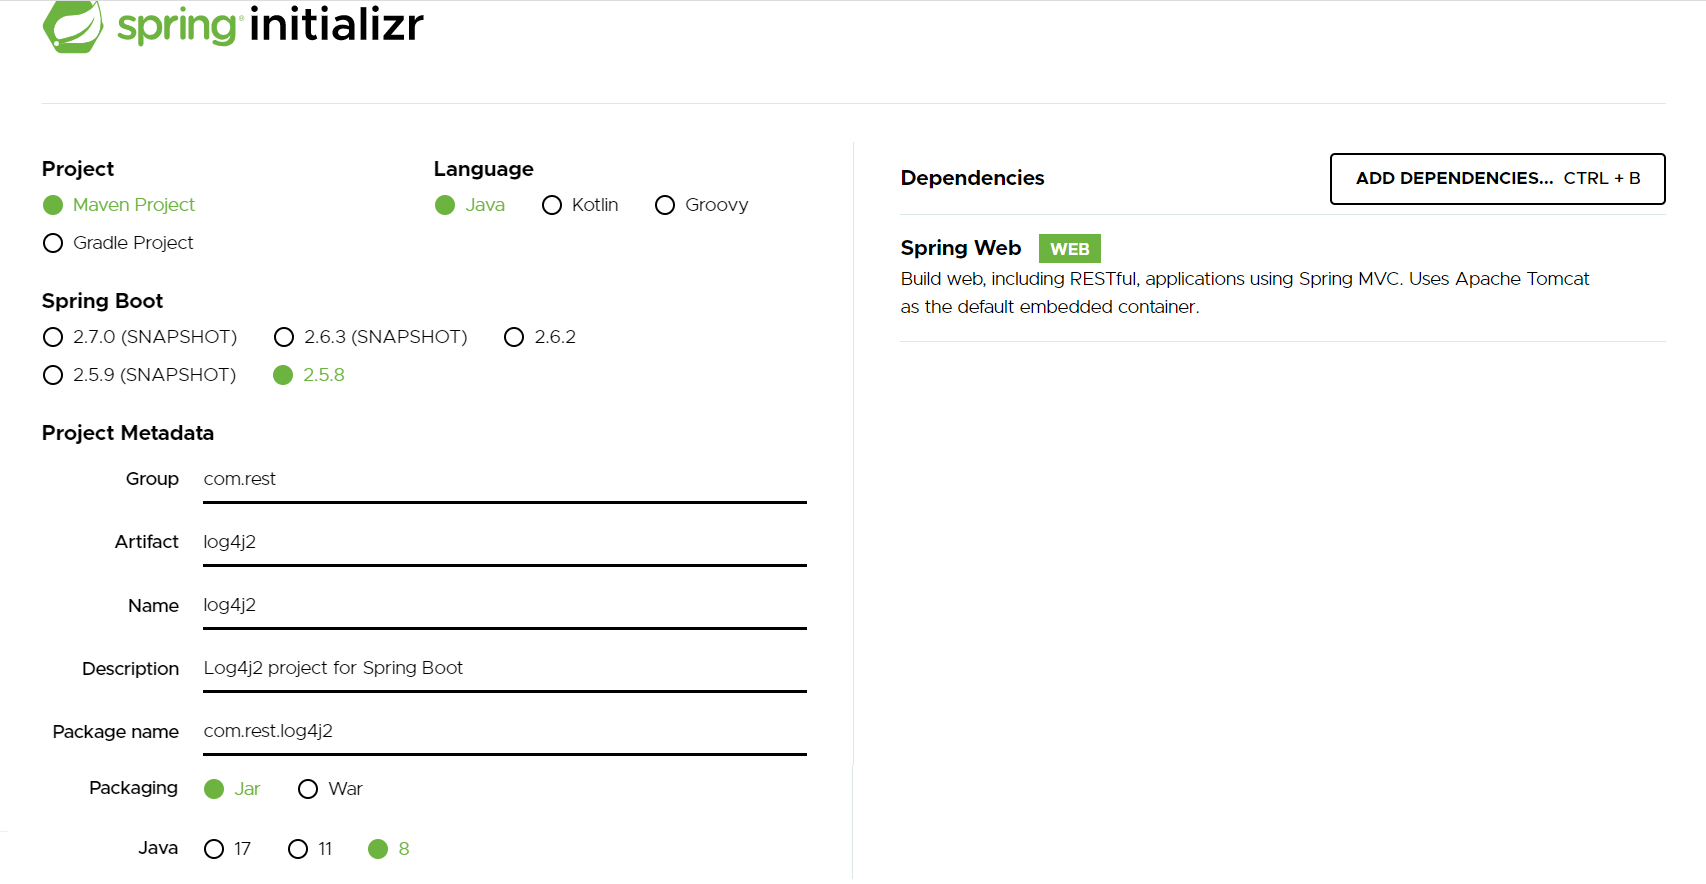 spring initializr
Project
Maven Project
Gradle Project
Language
Java Kotlin Groovy
Spring Boot
2.7.0 (SNAPSHOT) 2.6.3 (SNAPSHOT) 2.6.2
2.5.9 (SNAPSHOT) 2.5.8
Project Metadata
Group com.rest
Artifact log4j2
Name log4j2
Description Log4j2 project for Spring Boot
Package name com.rest.log4j2
Packaging Jar War
Java 17 11 8
Dependencies
ADD DEPENDENCIES... CTRL + B
Spring Web WEB
Build web, including RESTful, applications using Spring MVC. Uses Apache Tomcat
as the default embedded container.